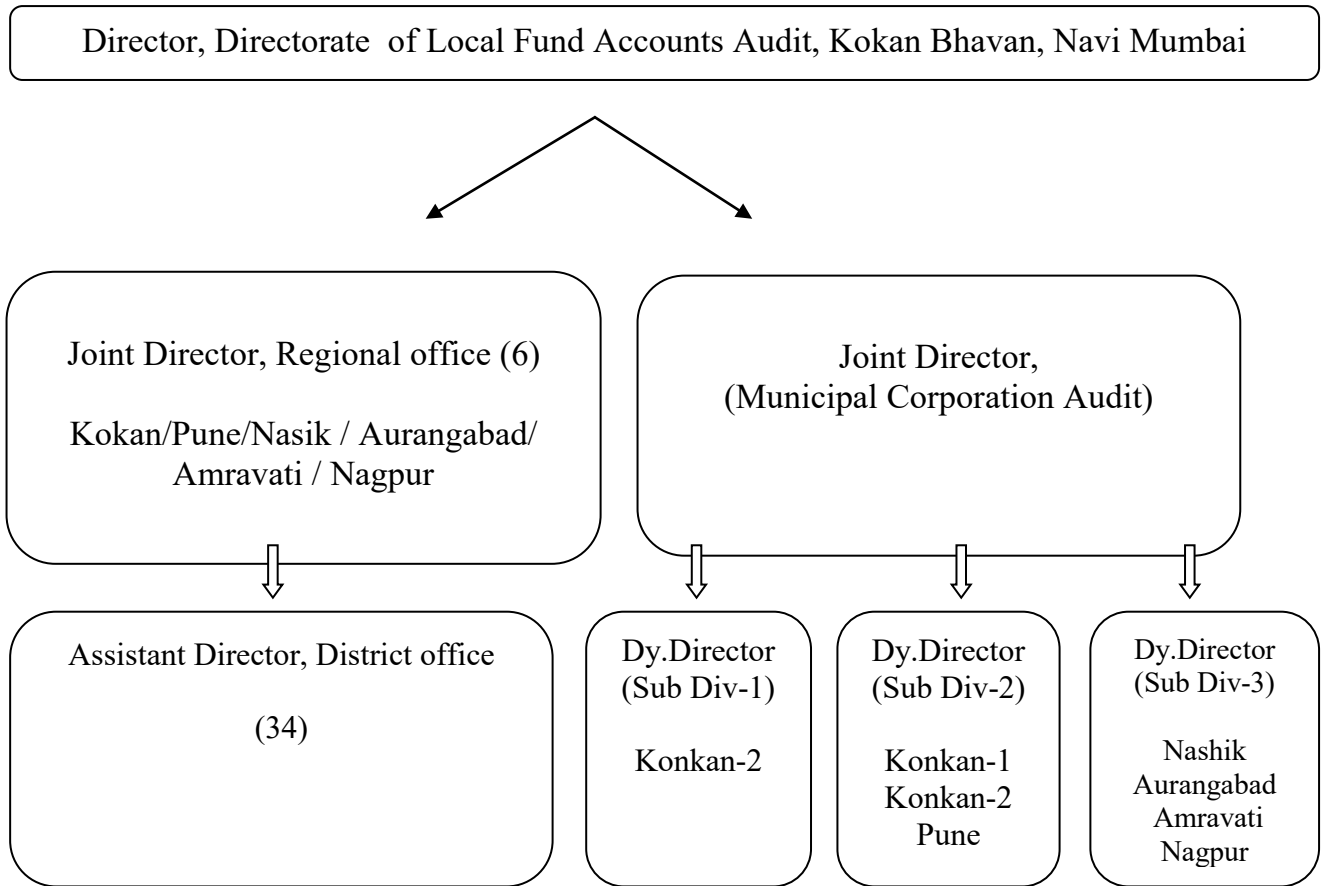 Director, Directorate of Local Fund Accounts Audit, Kokan Bhavan, Navi Mumbai
Joint Director, Regional office (6)
Kokan/Pune/Nasik / Aurangabad/
Amravati / Nagpur
Joint Director,
(Municipal Corporation Audit)
Assistant Director, District office
(34)
Dy.Director
(Sub Div-1)
Konkan-2
Dy.Director
(Sub Div-2)
Konkan-1
Konkan-2
Pune
Dy.Director
(Sub Div-3)
Nashik
Aurangabad
Amravati
Nagpur